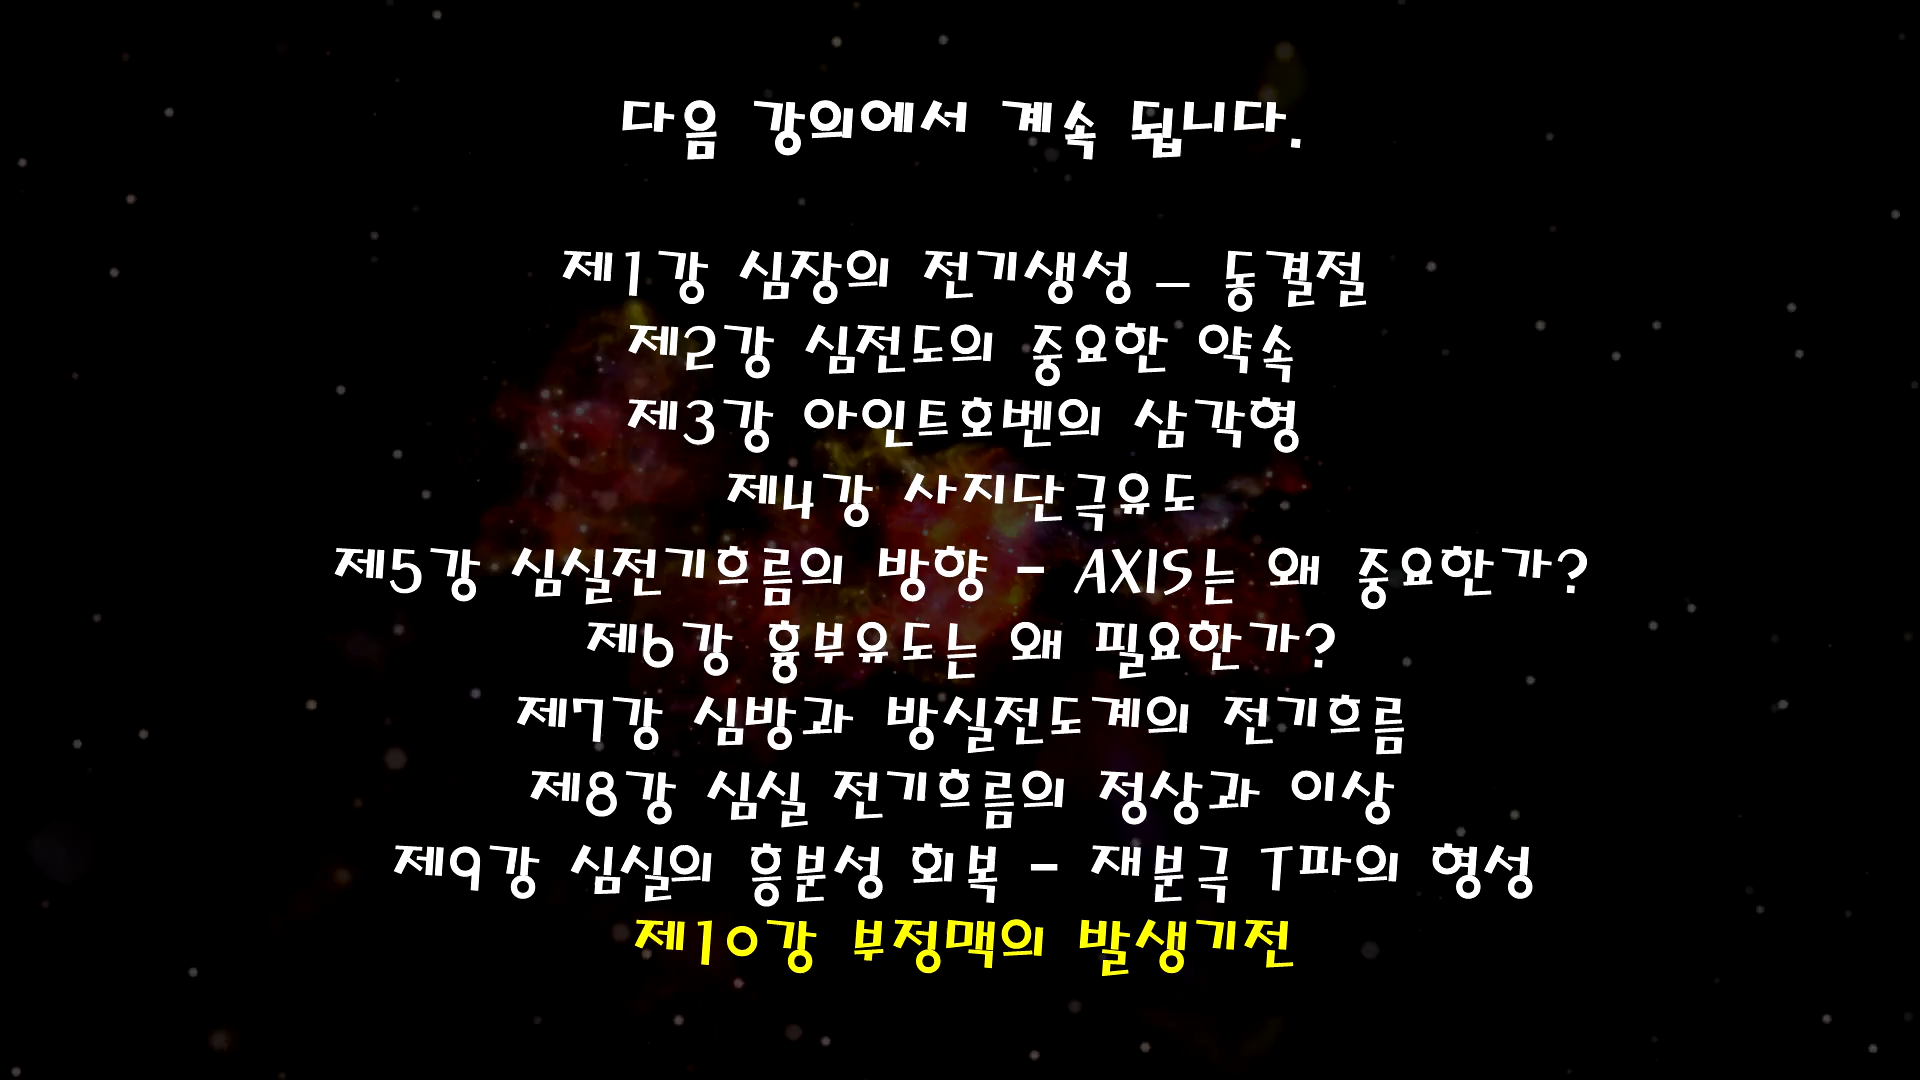 다음 강의에서 계속 됩니다.
제1강 심장의 전기생성 – 동결절
제2강 심전도의 중요한 약속
제3강 아인트호벤의 삼각형
제4강 사지단극유도
제5강 심실전기흐름의 방향 - AXIS는 왜 중요한가?
제6강 흉부유도는 왜 필요한가?
제7강 심방과 방실전도계의 전기흐름
제8강 심실 전기흐름의 정상과 이상
제9강 심실의 흥분성 회복 - 재분극 T파의 형성
제10강 부정맥의 발생기전